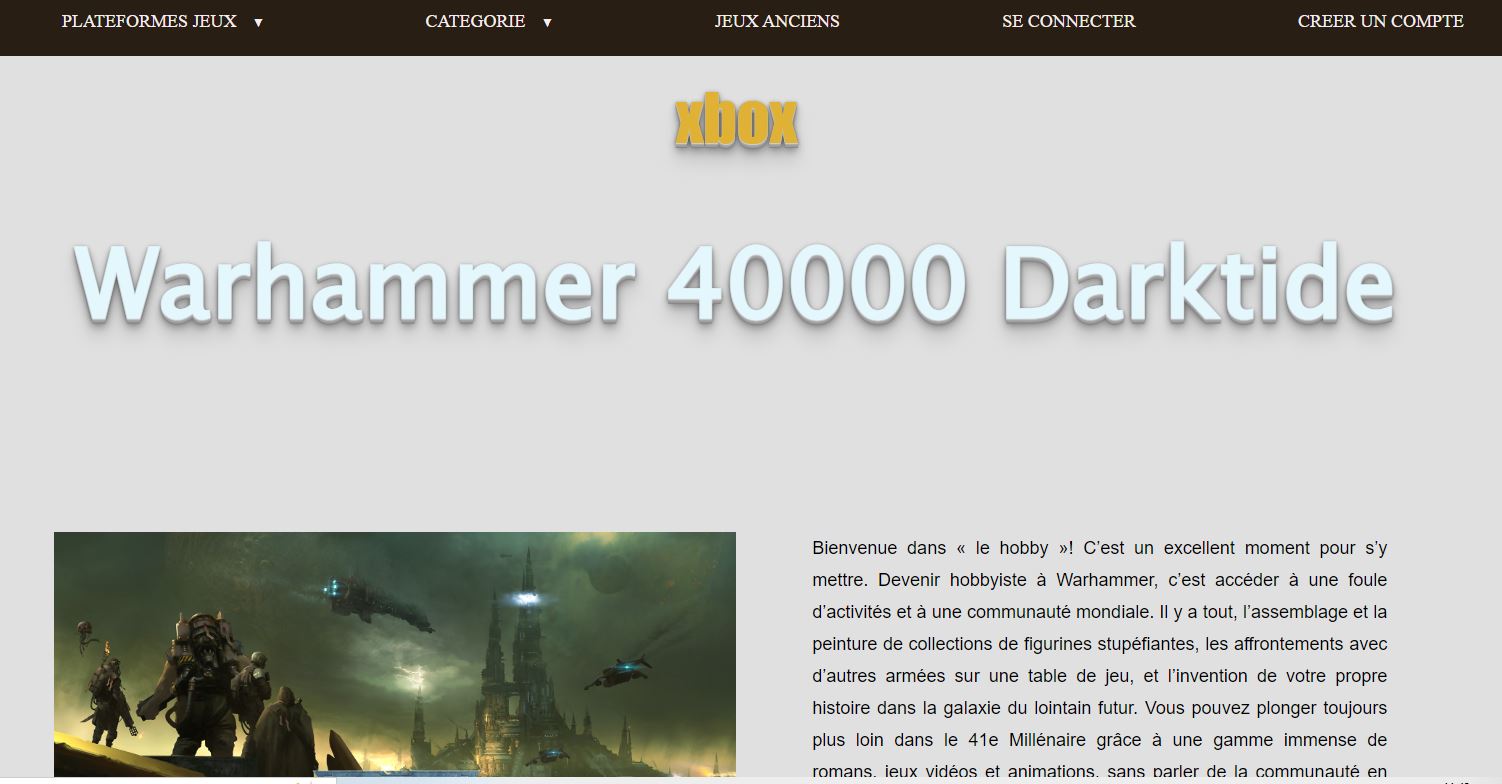 PLATEFORMES JEUX ▼ CATEGORIE ▼ JEUX ANCIENS SE CONNECTER CREER UN COMPTE
xbox
Warhammer 40000 Darktide
Bienvenue dans « le hobby »! C’est un excellent moment pour s’y
mettre. Devenir hobbyiste à Warhammer, c’est accéder à une foule
d’activités et à une communauté mondiale. Il y a tout, l’assemblage et la
peinture de collections de figurines stupéfiantes, les affrontements avec
d’autres armées sur une table de jeu, et l’invention de votre propre
histoire dans la galaxie du lointain futur. Vous pouvez plonger toujours
plus loin dans le 41e Millénaire grâce à une gamme immense de
romans, jeux vidéos et animations, sans parler de la communauté en